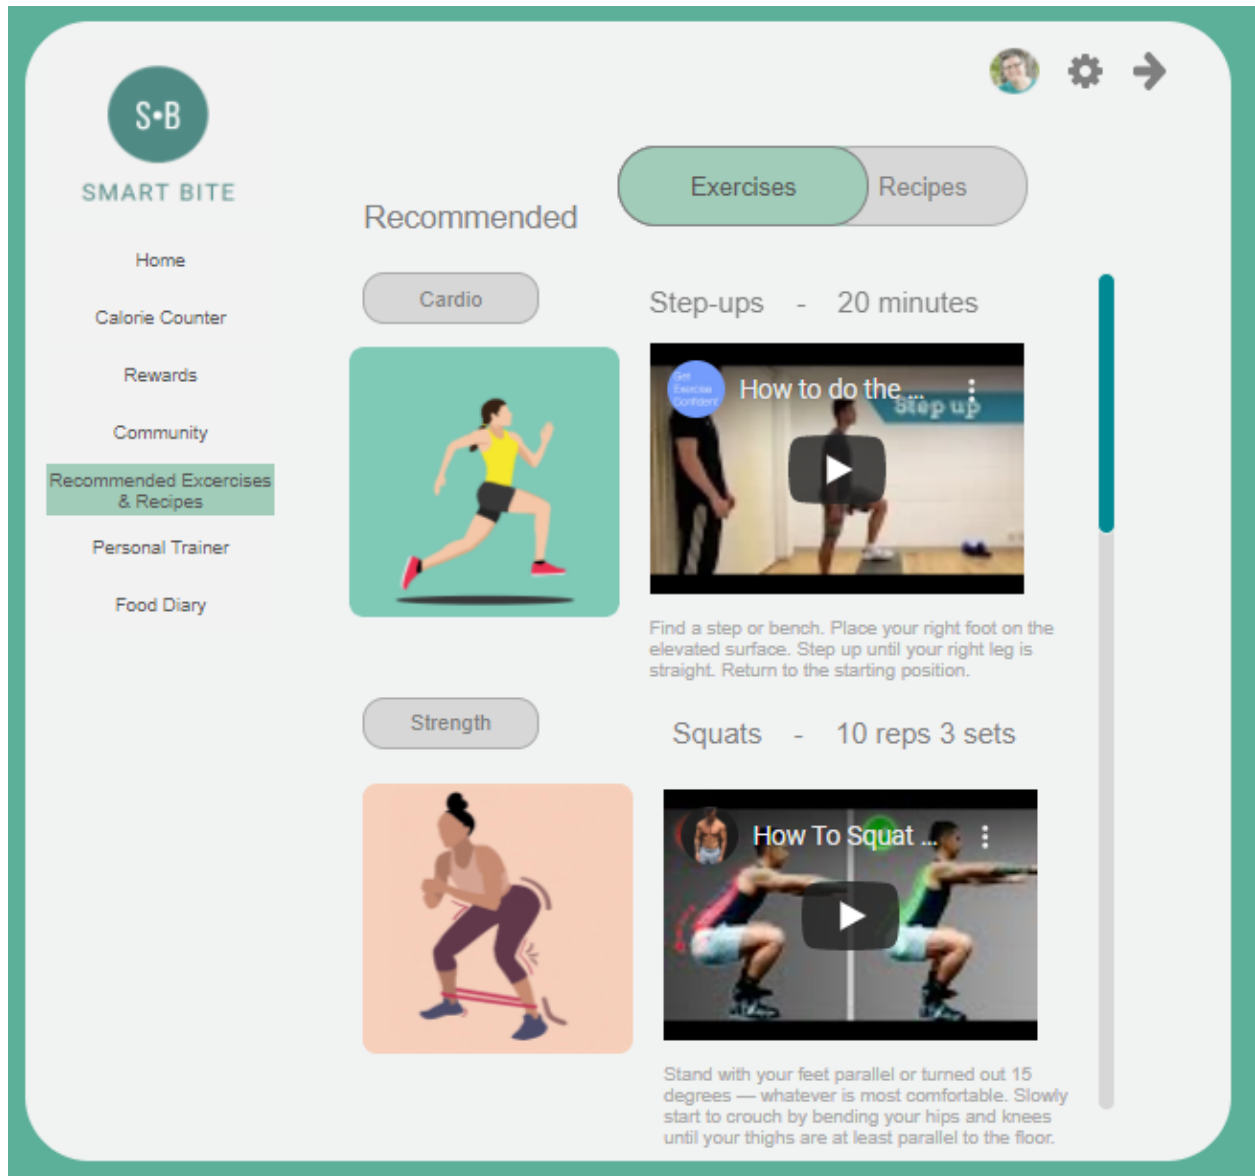 S•B
SMART BITE
Home
Calorie Counter
Rewards
Community
Recommended Excercises
& Recipes
Personal Trainer
Food Diary
Exercises
Recipes
Recommended
Cardio
Step-ups - 20 minutes
Get
Exercise
Confident
How to do the ...
Step up
Find a step or bench. Place your right foot on the
elevated surface. Step up until your right leg is
straight. Return to the starting position.
Strength
Squats - 10 reps 3 sets
How To Squat ...
Stand with your feet parallel or turned out 15
degrees — whatever is most comfortable. Slowly
start to crouch by bending your hips and knees
until your thighs are at least parallel to the floor.